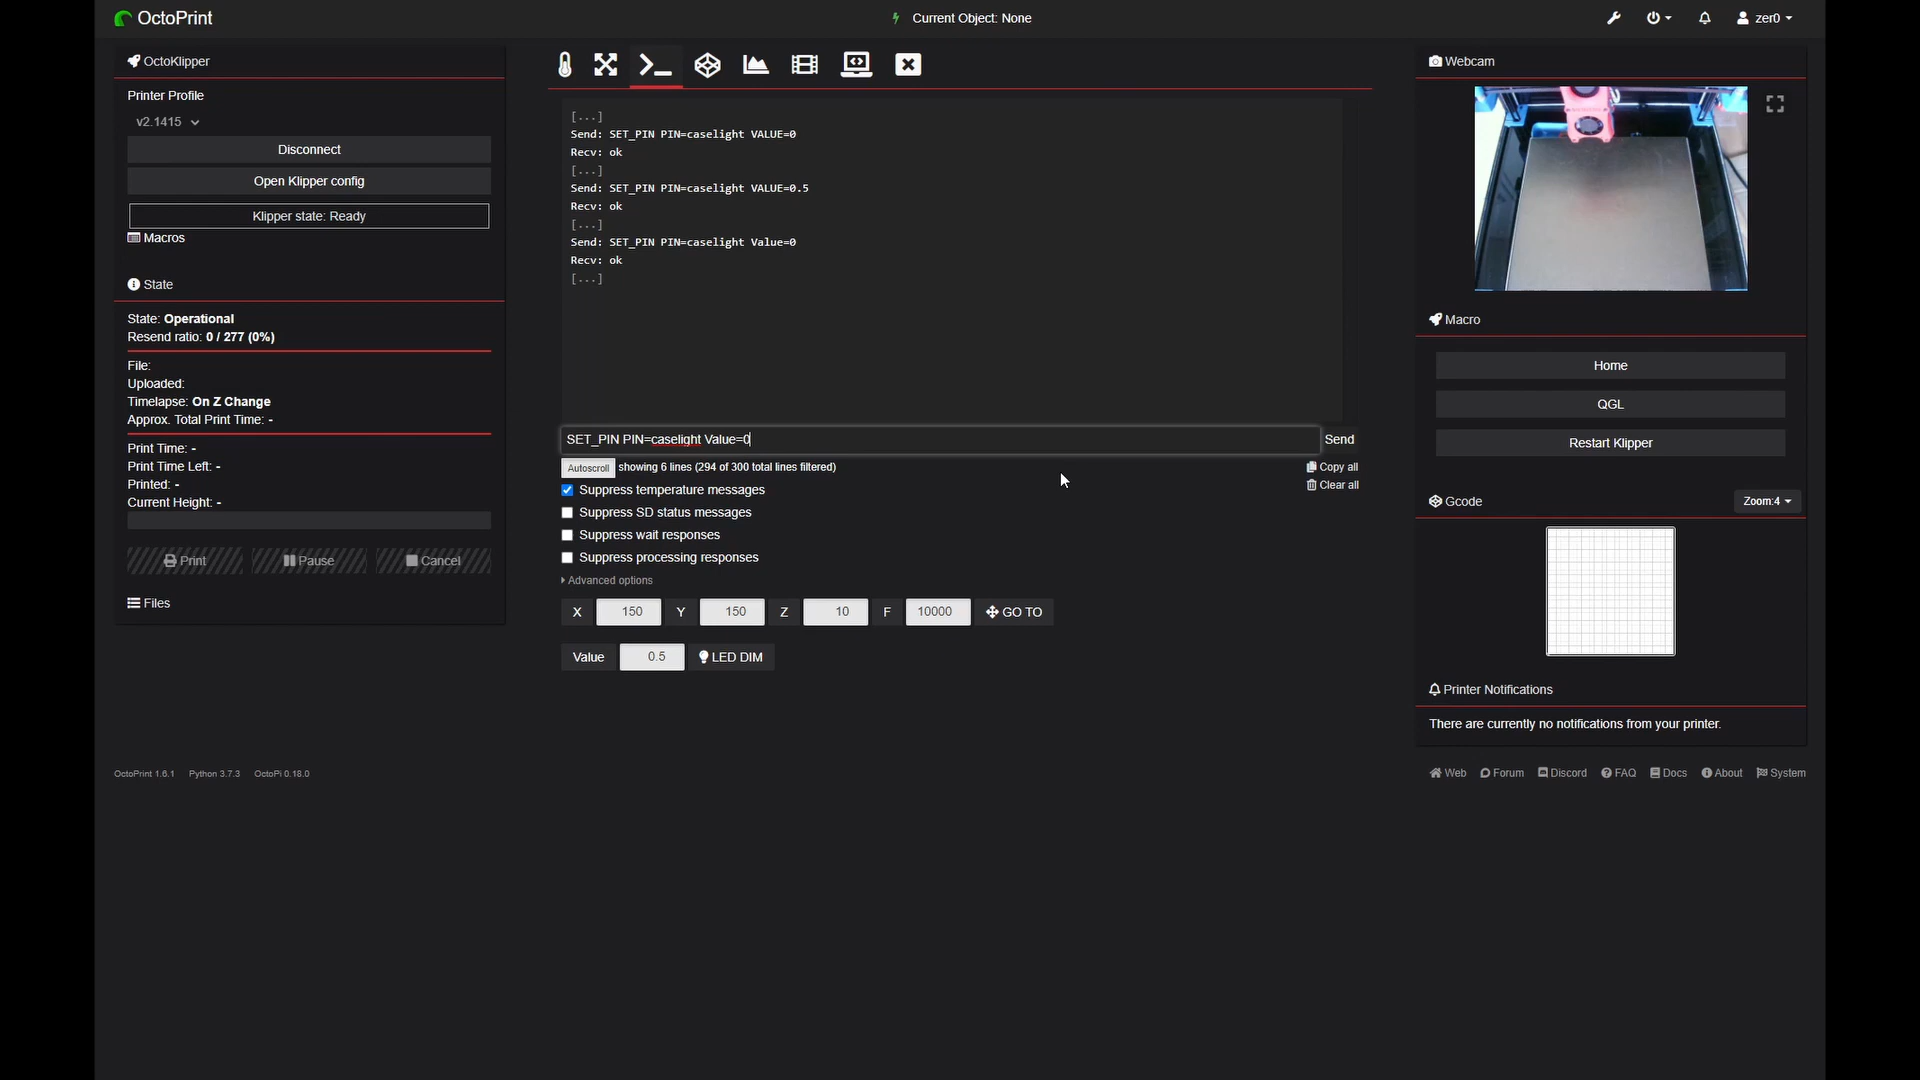 OctoPrint
Current Object: None
zer0
OctoKlipper
Printer Profile
v2.1415
Disconnect
Open Klipper config
Klipper state: Ready
Macros
State
State: Operational
Resend ratio: 0 / 277 (0%)
File:
Uploaded:
Timelapse: On Z Change
Approx. Total Print Time: -
Print Time: -
Print Time Left: -
Printed: -
Current Height: -
Print Pause Cancel
Files
[...]
Send: SET_PIN PIN=caselight VALUE=0
Recv: ok
[...]
Send: SET_PIN PIN=caselight VALUE=0.5
Recv: ok
[...]
Send: SET_PIN PIN=caselight Value=0
Recv: ok
[...]
SET_PIN PIN=caselight Value=0 Send
Autoscroll showing 6 lines (294 of 300 total lines filtered) Copy all
Clear all
Suppress temperature messages
Suppress SD status messages
Suppress wait responses
Suppress processing responses
Advanced options
X 150 Y 150 Z 10 F 10000 GO TO
Value 0.5 LED DIM
Webcam
Macro
Home
QGL
Restart Klipper
Gcode Zoom:4
Printer Notifications
There are currently no notifications from your printer.
OctoPrint 1.6.1 Python 3.7.3 OctoPi 0.18.0
Web Forum Discord FAQ Docs About System